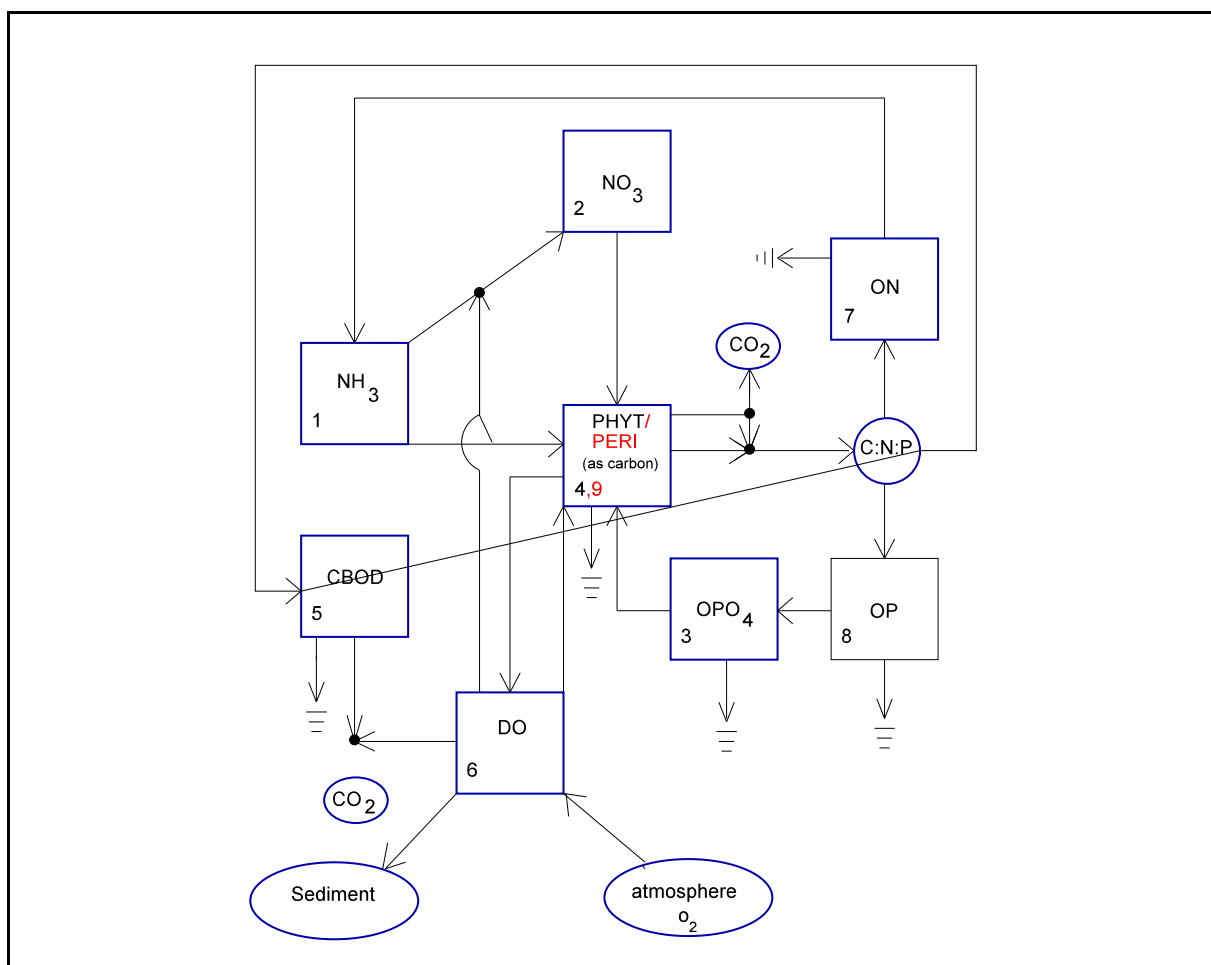 NO3
2
ON
7
CO2
NH3
1
PHYT/
PERI
(as carbon)
4,9
C:N:P
CBOD
5
OPO4
3
OP
8
DO
6
CO2
Sediment
atmosphere
o2